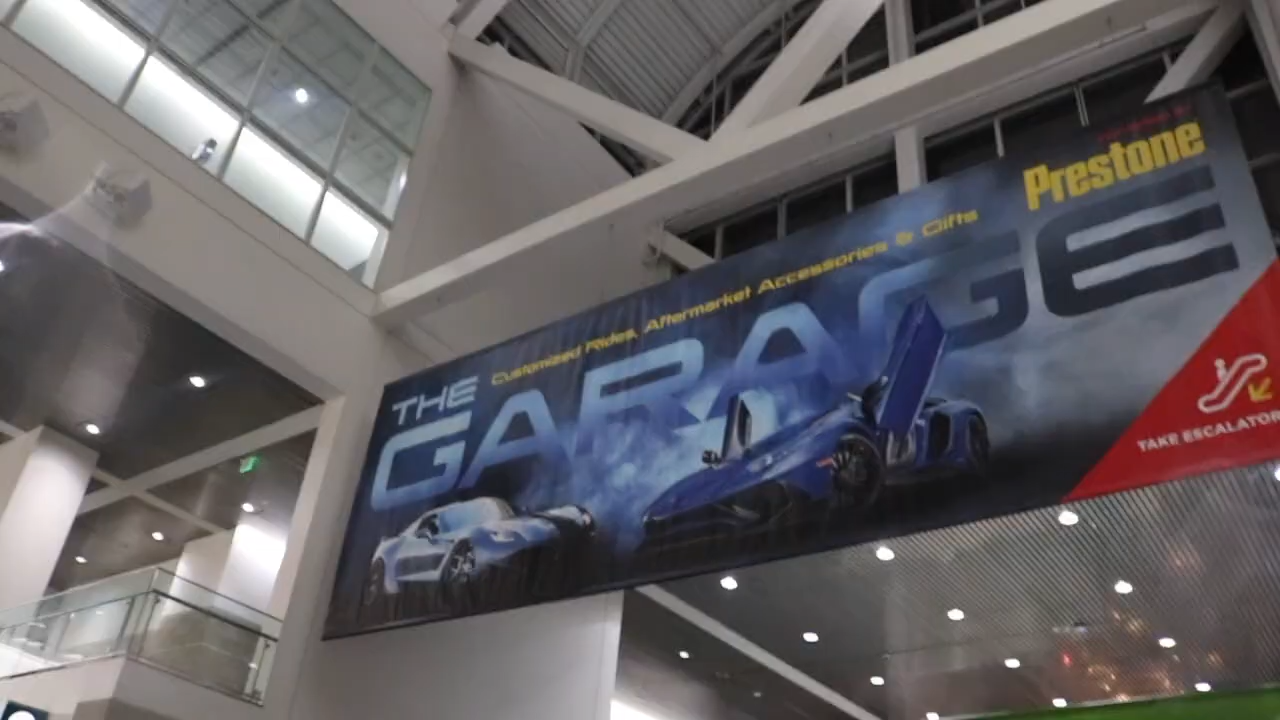 Prestone
Customized Rides, Aftermarket Accessories & Gifts
THE
GARAGE
TAKE ESCALATOR